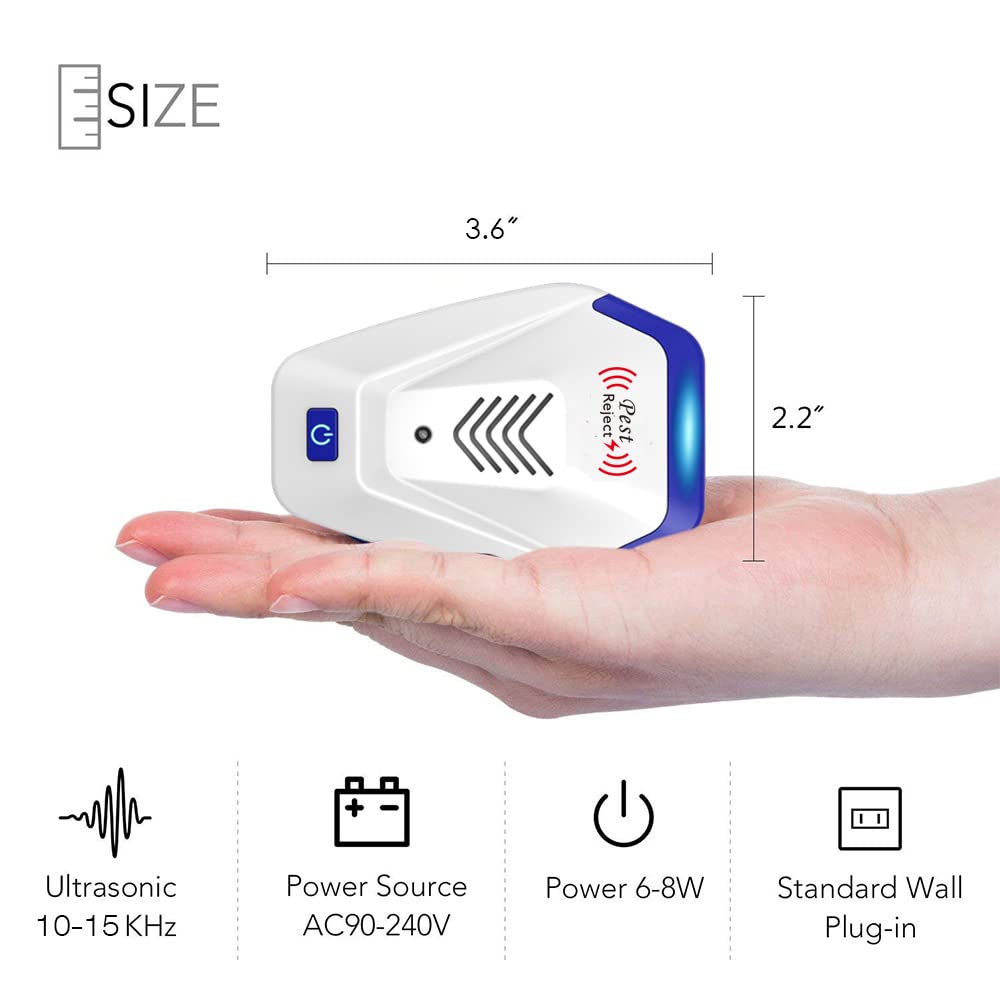 SIZE
3.6″
2.2″
Pest
Reject
Ultrasonic
10-15 KHz
Power Source
AC90-240V
Power 6-8W
Standard Wall
Plug-in